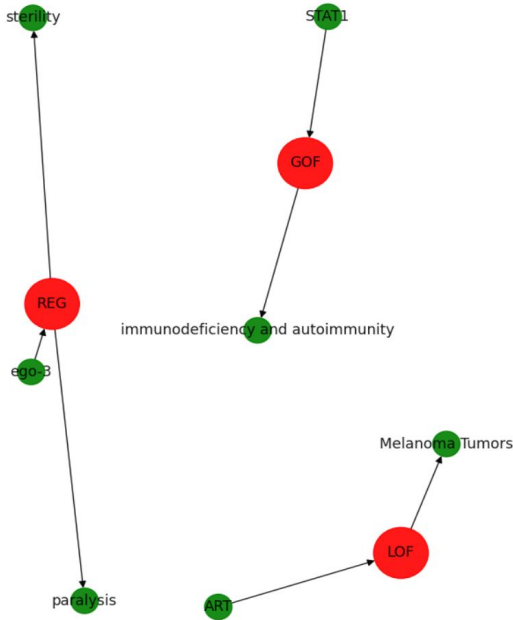 sterility
STAT1
GOF
REG
immunodeficiency and autoimmunity
ego-3
Melanoma Tumors
LOF
paralysis
ART